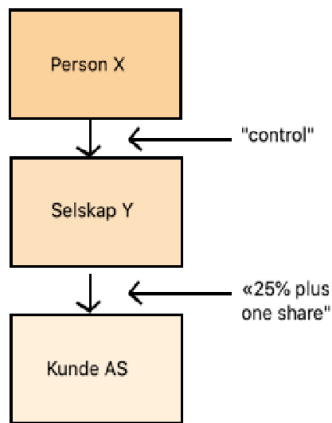 Person X
"control"
Selskap Y
«25% plus
one share"
Kunde AS